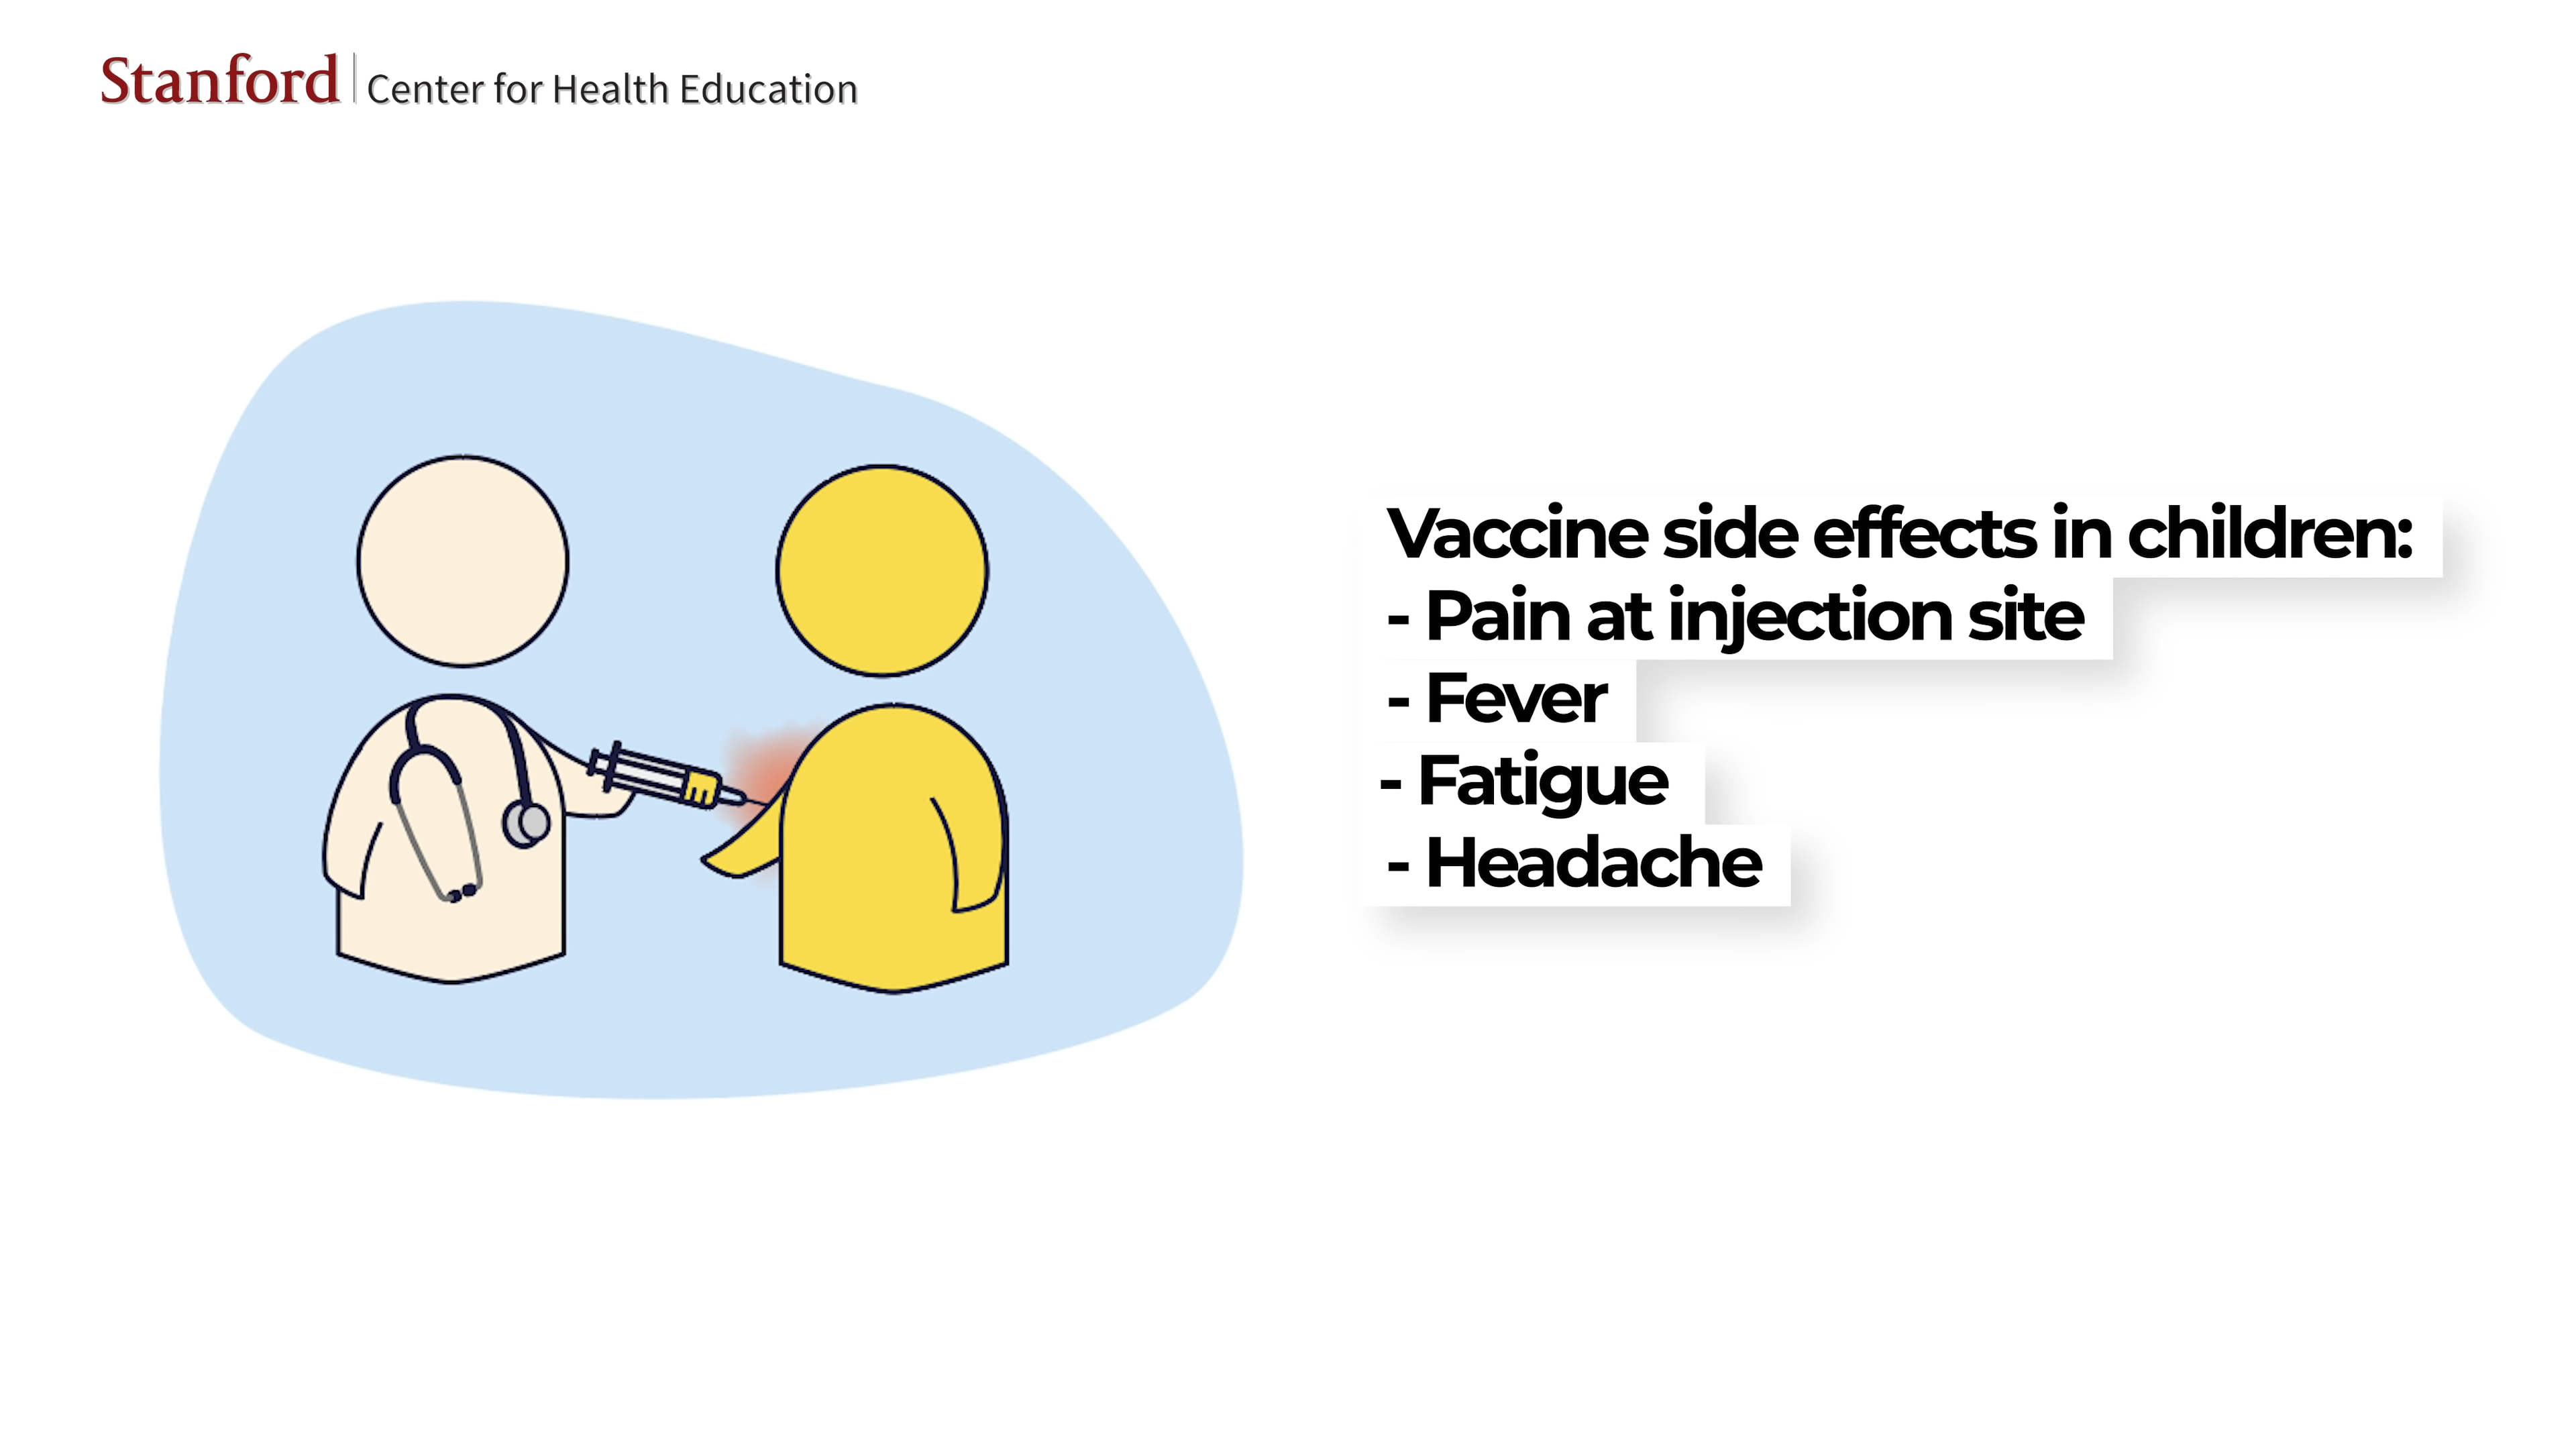 Stanford | Center for Health Education
Vaccine side effects in children:
- Pain at injection site
- Fever
- Fatigue
- Headache